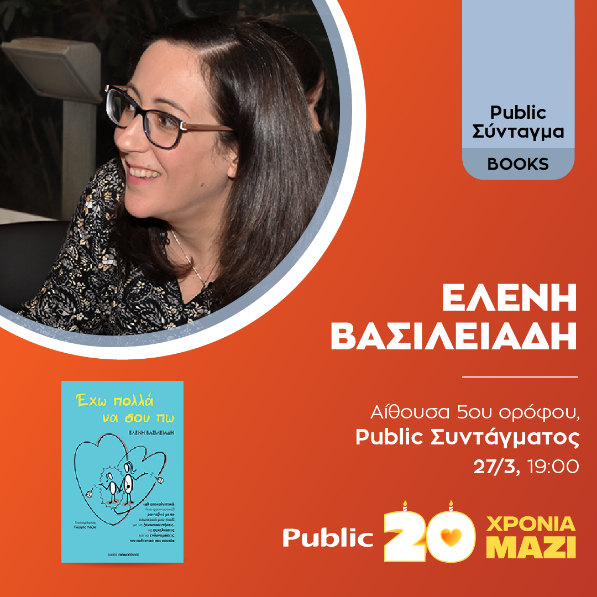 Public
Σύνταγμα
BOOKS
ΕΛΕΝΗ
ΒΑΣΙΛΕΙΑΔΗ
Αίθουσα 5ου ορόφου,
Public Συντάγματος
27/3, 19:00
Έχω πολλά
να σου πω
ΕΛΕΝΗ ΒΑΣΙΛΕΙΑΔΗ
Public 20 ΧΡΟΝΙΑ
ΜΑΖΙ